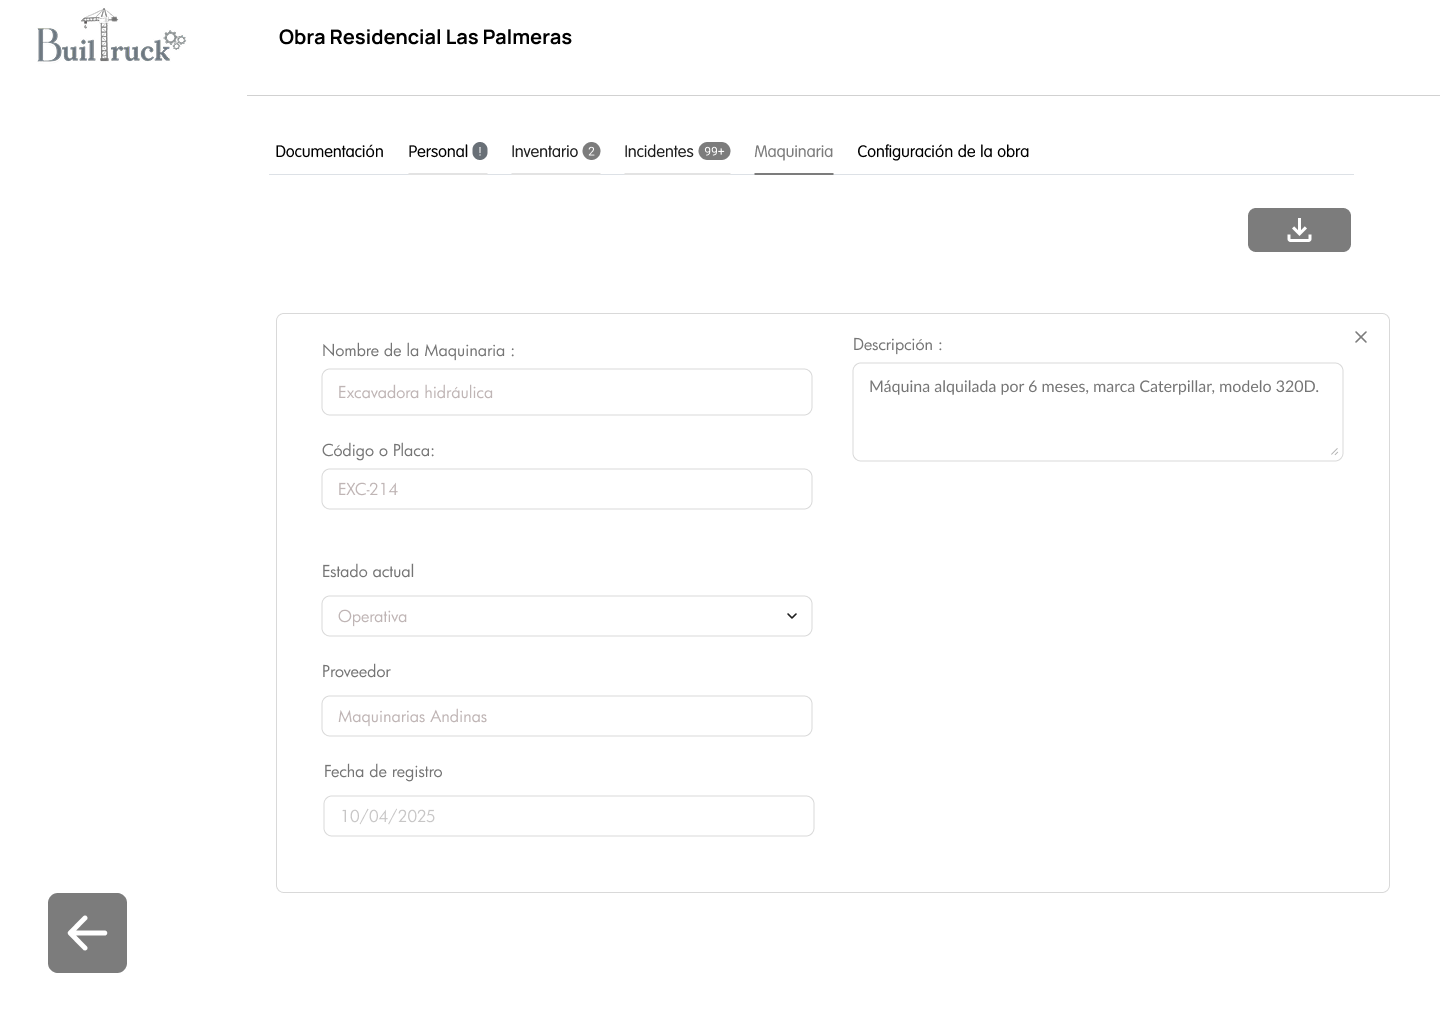 BuilTruck
Obra Residencial Las Palmeras
Documentación Personal ! Inventario 2 Incidentes 99+ Maquinaria Configuración de la obra
Nombre de la Maquinaria :
Excavadora hidráulica
Código o Placa:
EXC-214
Estado actual
Operativa
Proveedor
Maquinarias Andinas
Fecha de registro
10/04/2025
Descripción :
Máquina alquilada por 6 meses, marca Caterpillar, modelo 320D.